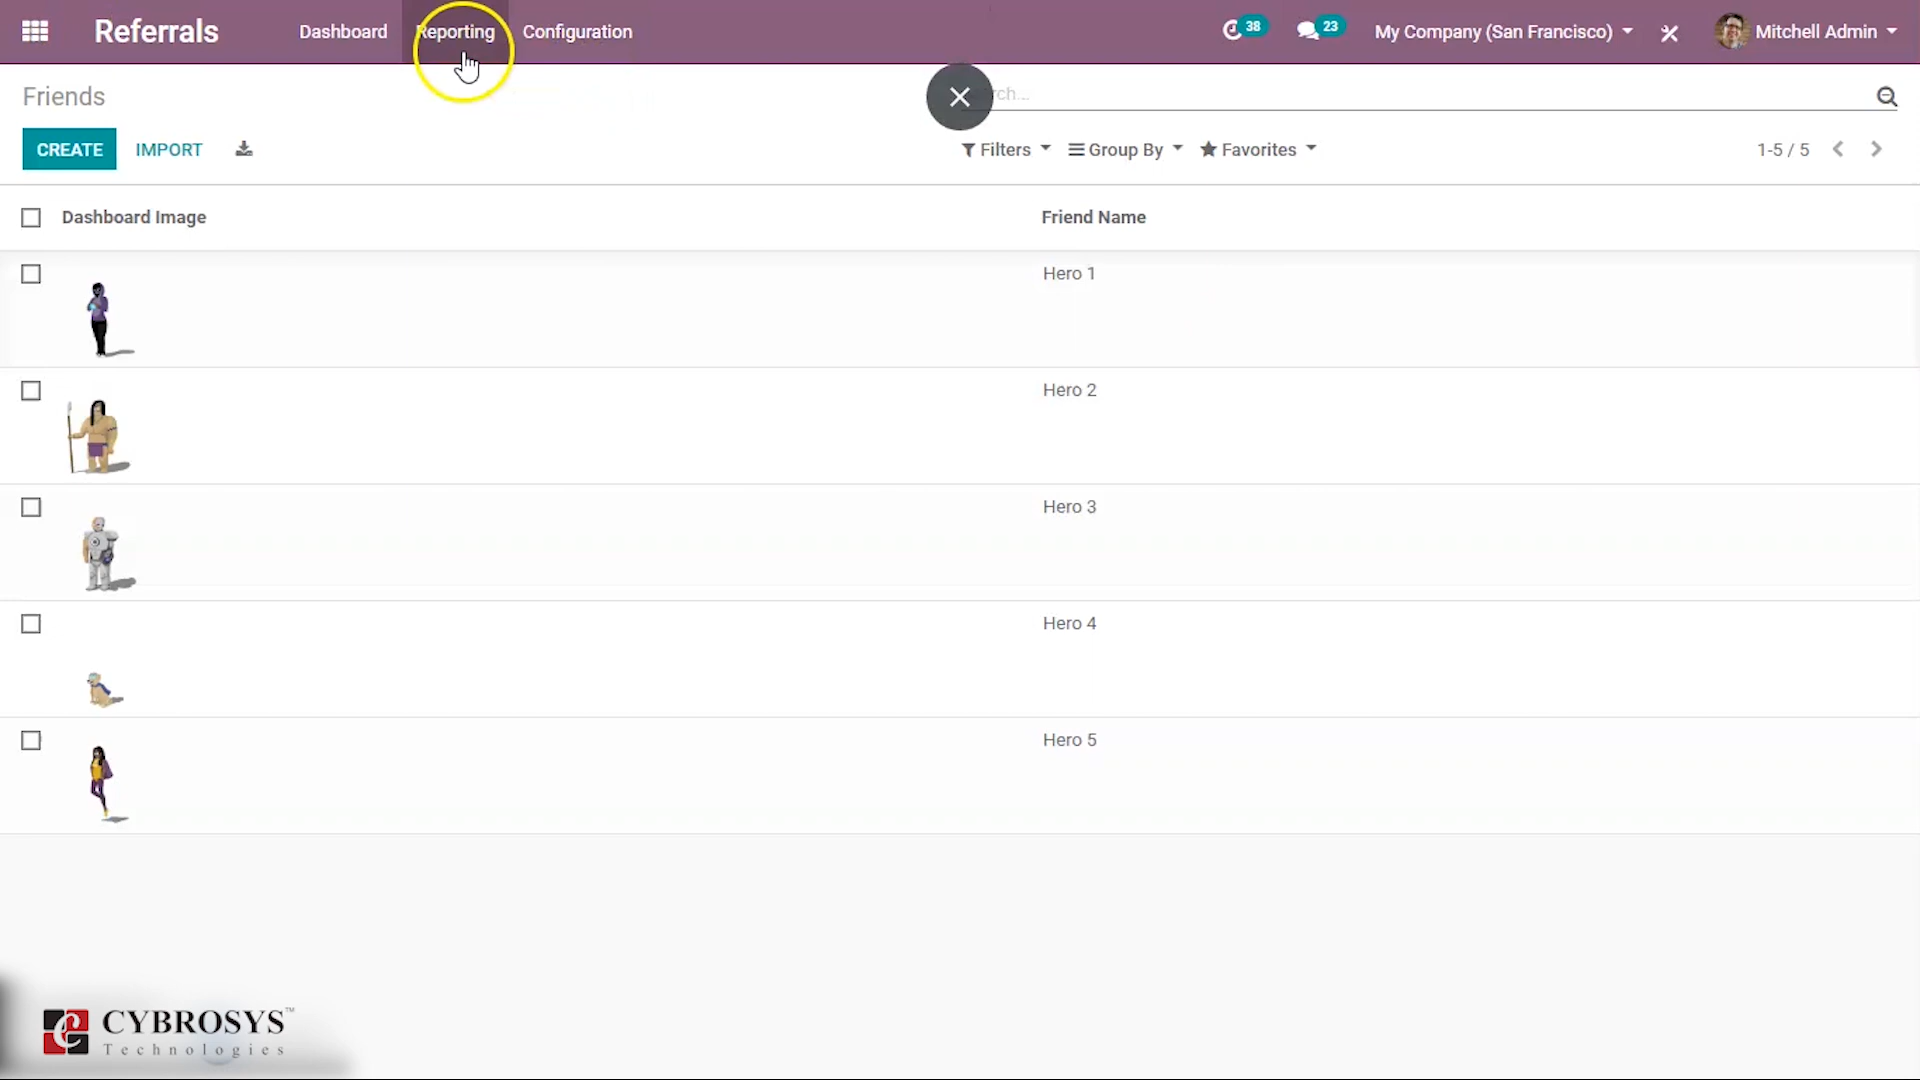 Referrals Dashboard Reporting Configuration 38 23 My Company (San Francisco) Mitchell Admin
Friends
CREATE IMPORT Filters Group By Favorites 1-5 / 5
Dashboard Image Friend Name
Hero 1
Hero 2
Hero 3
Hero 4
Hero 5
CYBROSYS™
Technologies